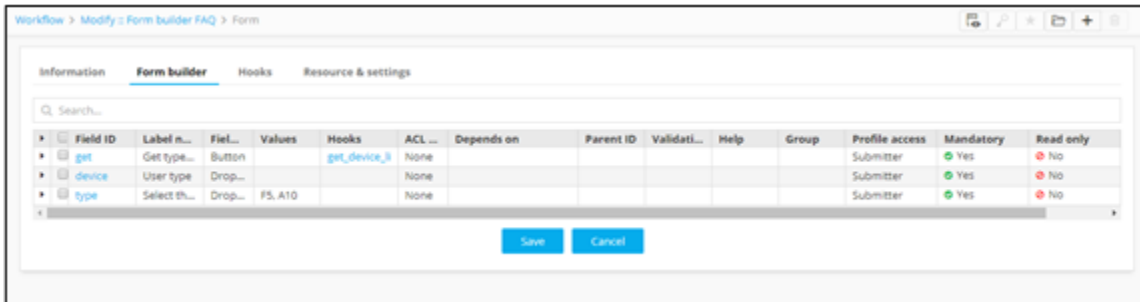 Workflow > Modify :: Form builder FAQ > Form
Information Form builder Hooks Resource & settings
Search...
Field ID Label n... Fiel... Values Hooks ACL ... Depends on Parent ID Validati... Help Group Profile access Mandatory Read only
get Get type... Button get_device_li None Submitter Yes No
device User type Drop... None Submitter Yes No
type Select th... Drop... F5, A10 None Submitter Yes No
Save Cancel